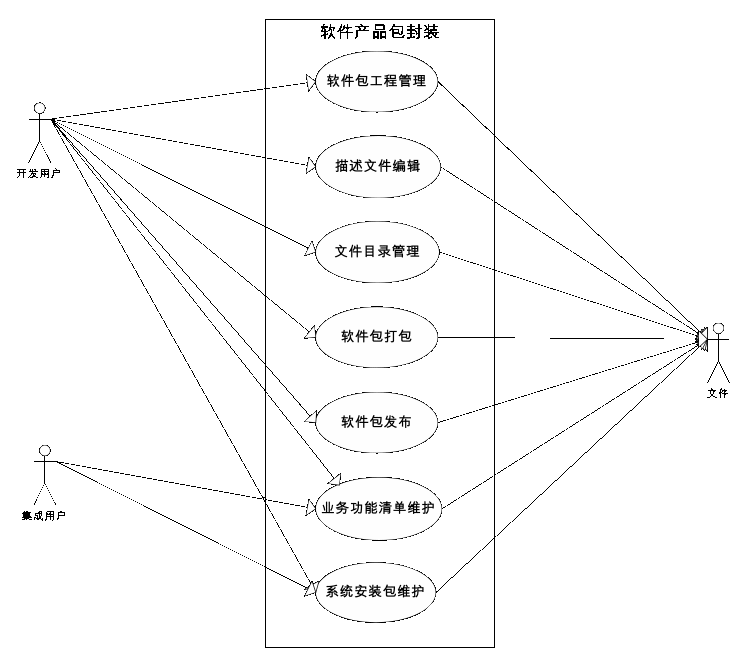 软件产品包封装
软件包工程管理
描述文件编辑
开发用户
文件目录管理
软件包打包
文件
软件包发布
业务功能清单维护
集成用户
系统安装包维护